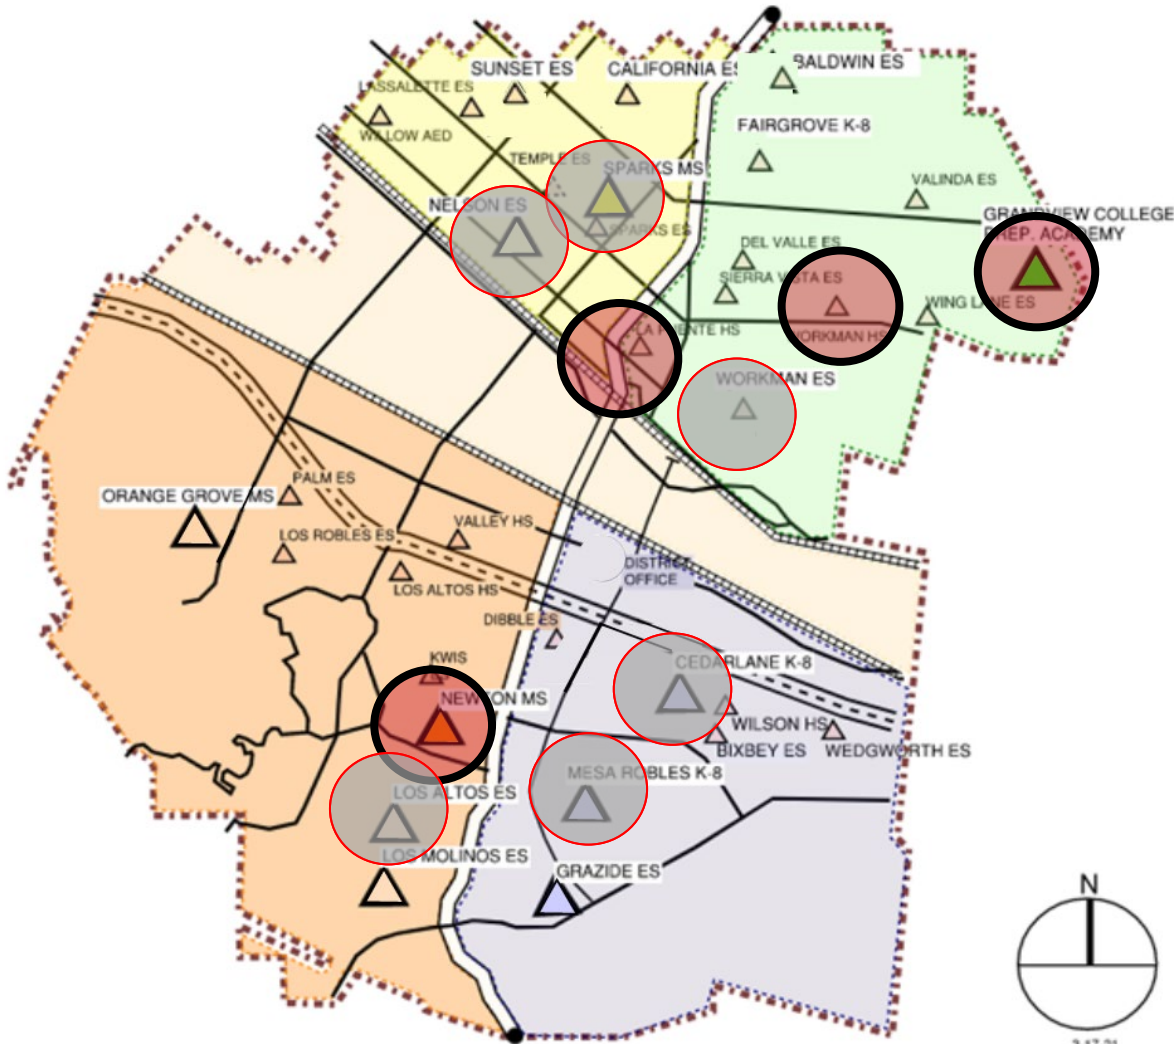 SUNSET ES
CALIFORNIA ES
BALDWIN ES
LASSALETTE ES
WILLOW AED
FAIRGROVE K-8
TEMPLE ES
SPARKS MS
VALINDA ES
NELSON ES
GRANDVIEW COLLEGE
PREP. ACADEMY
SPARKS ES
DEL VALLE ES
SIERRA VISTA ES
WING LANE ES
LA PUENTE HS
WORKMAN HS
WORKMAN ES
PALM ES
ORANGE GROVE MS
VALLEY HS
LOS ROBLES ES
LOS ALTOS HS
DISTRICT
OFFICE
DIBBLE ES
KWIS
CEDARLANE K-8
NEWTON MS
WILSON HS
BIXBEY ES
WEDGWORTH ES
MESA ROBLES K-8
LOS ALTOS ES
LOS MOLINOS ES
GRAZIDE ES
N